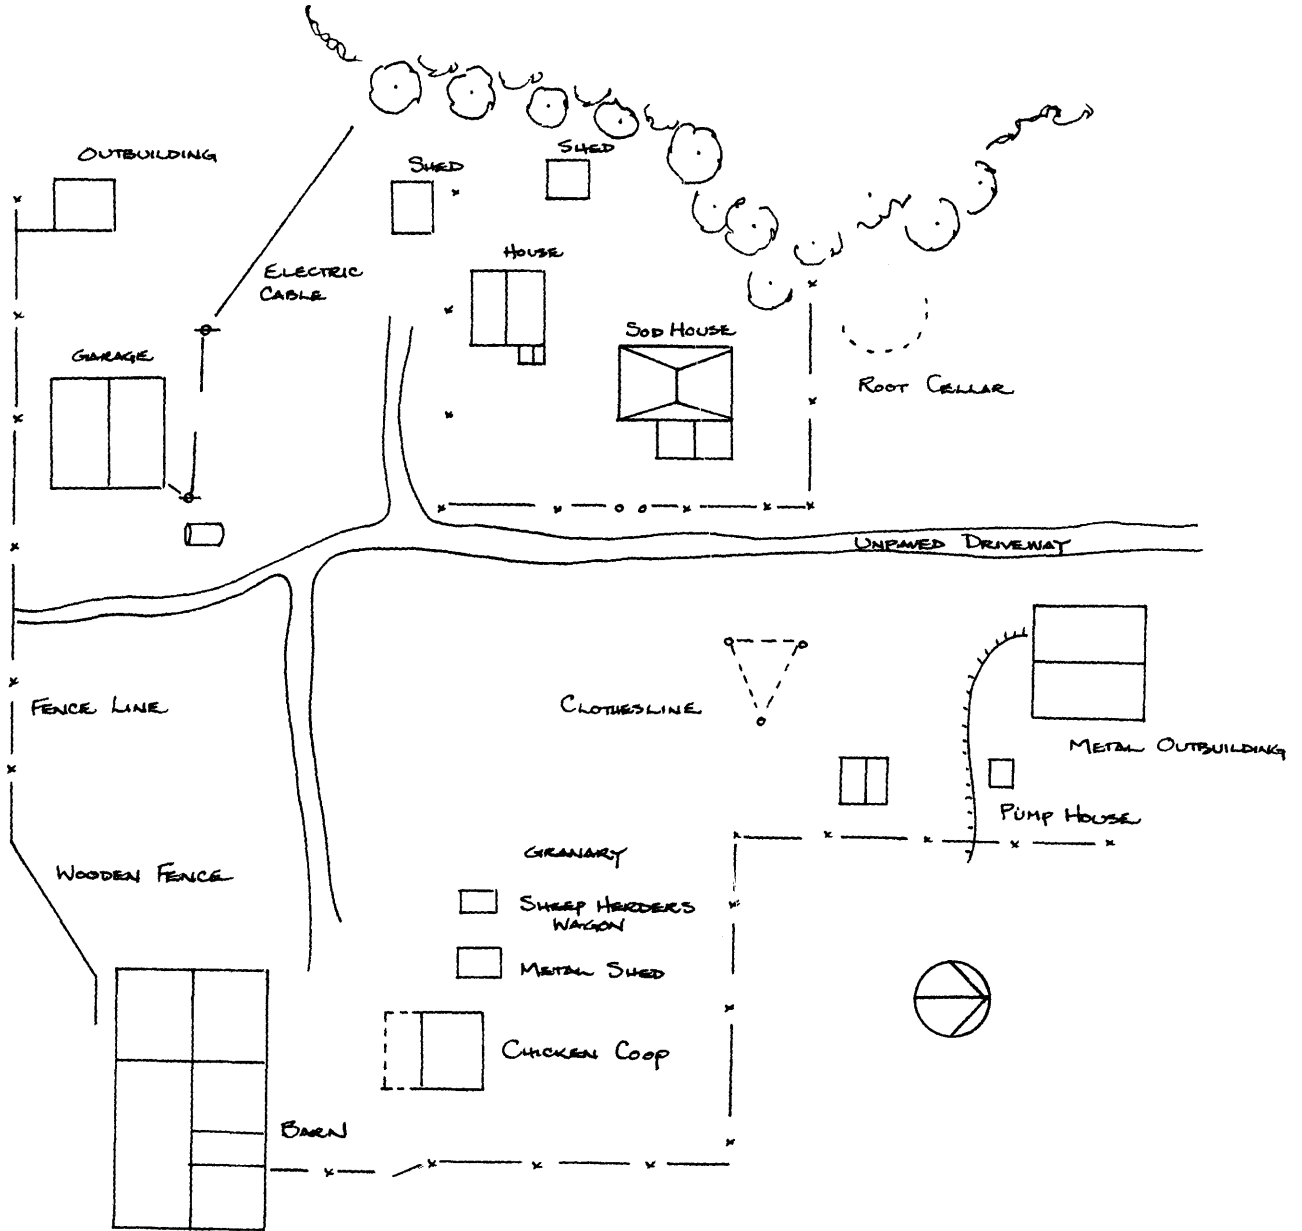 OUTBUILDING
SHED
SHED
HOUSE
ELECTRIC
CABLE
SOD HOUSE
GARAGE
ROOT CELLAR
UNPAVED DRIVEWAY
FENCE LINE
CLOTHESLINE
METAL OUTBUILDING
PUMP HOUSE
GRANARY
WOODEN FENCE
SHEEP HERDERS
WAGON
METAL SHED
CHICKEN COOP
BARN